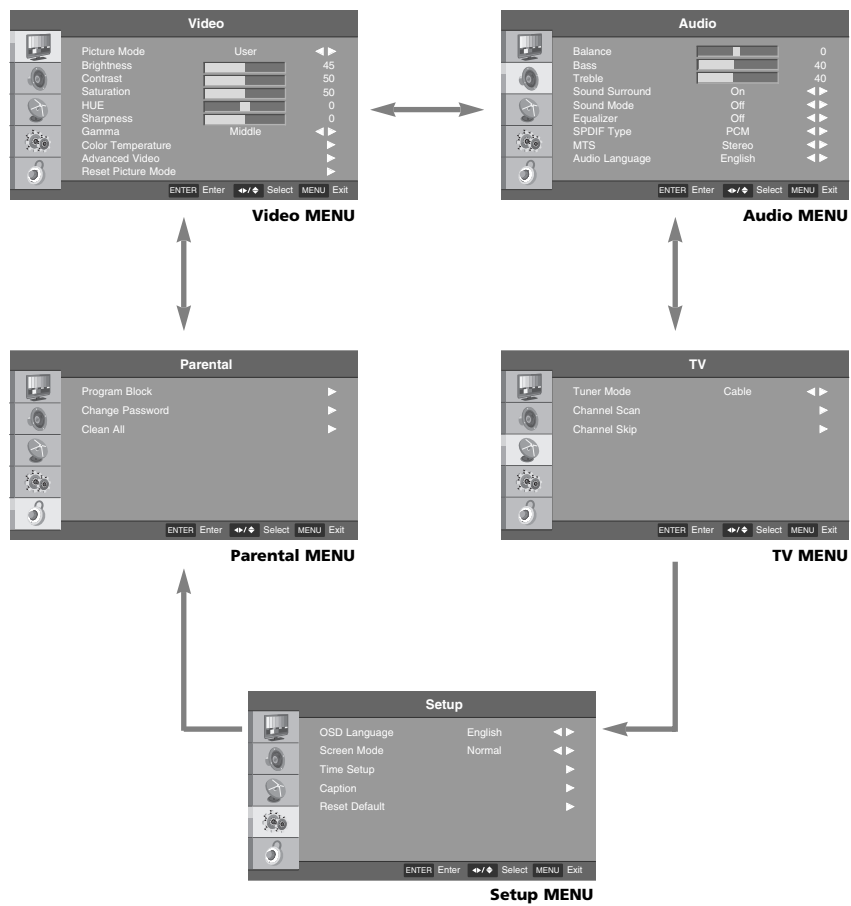 Video
Picture Mode User
Brightness 45
Contrast 50
Saturation 50
HUE 0
Sharpness 0
Gamma Middle
Color Temperature
Advanced Video
Reset Picture Mode
ENTER Enter Select MENU Exit
Video MENU
Audio
Balance 0
Bass 40
Treble 40
Sound Surround On
Sound Mode Off
Equalizer Off
SPDIF Type PCM
MTS Stereo
Audio Language English
ENTER Enter Select MENU Exit
Audio MENU
Parental
Program Block
Change Password
Clean All
ENTER Enter Select MENU Exit
Parental MENU
TV
Tuner Mode Cable
Channel Scan
Channel Skip
ENTER Enter Select MENU Exit
TV MENU
Setup
OSD Language English
Screen Mode Normal
Time Setup
Caption
Reset Default
ENTER Enter Select MENU Exit
Setup MENU